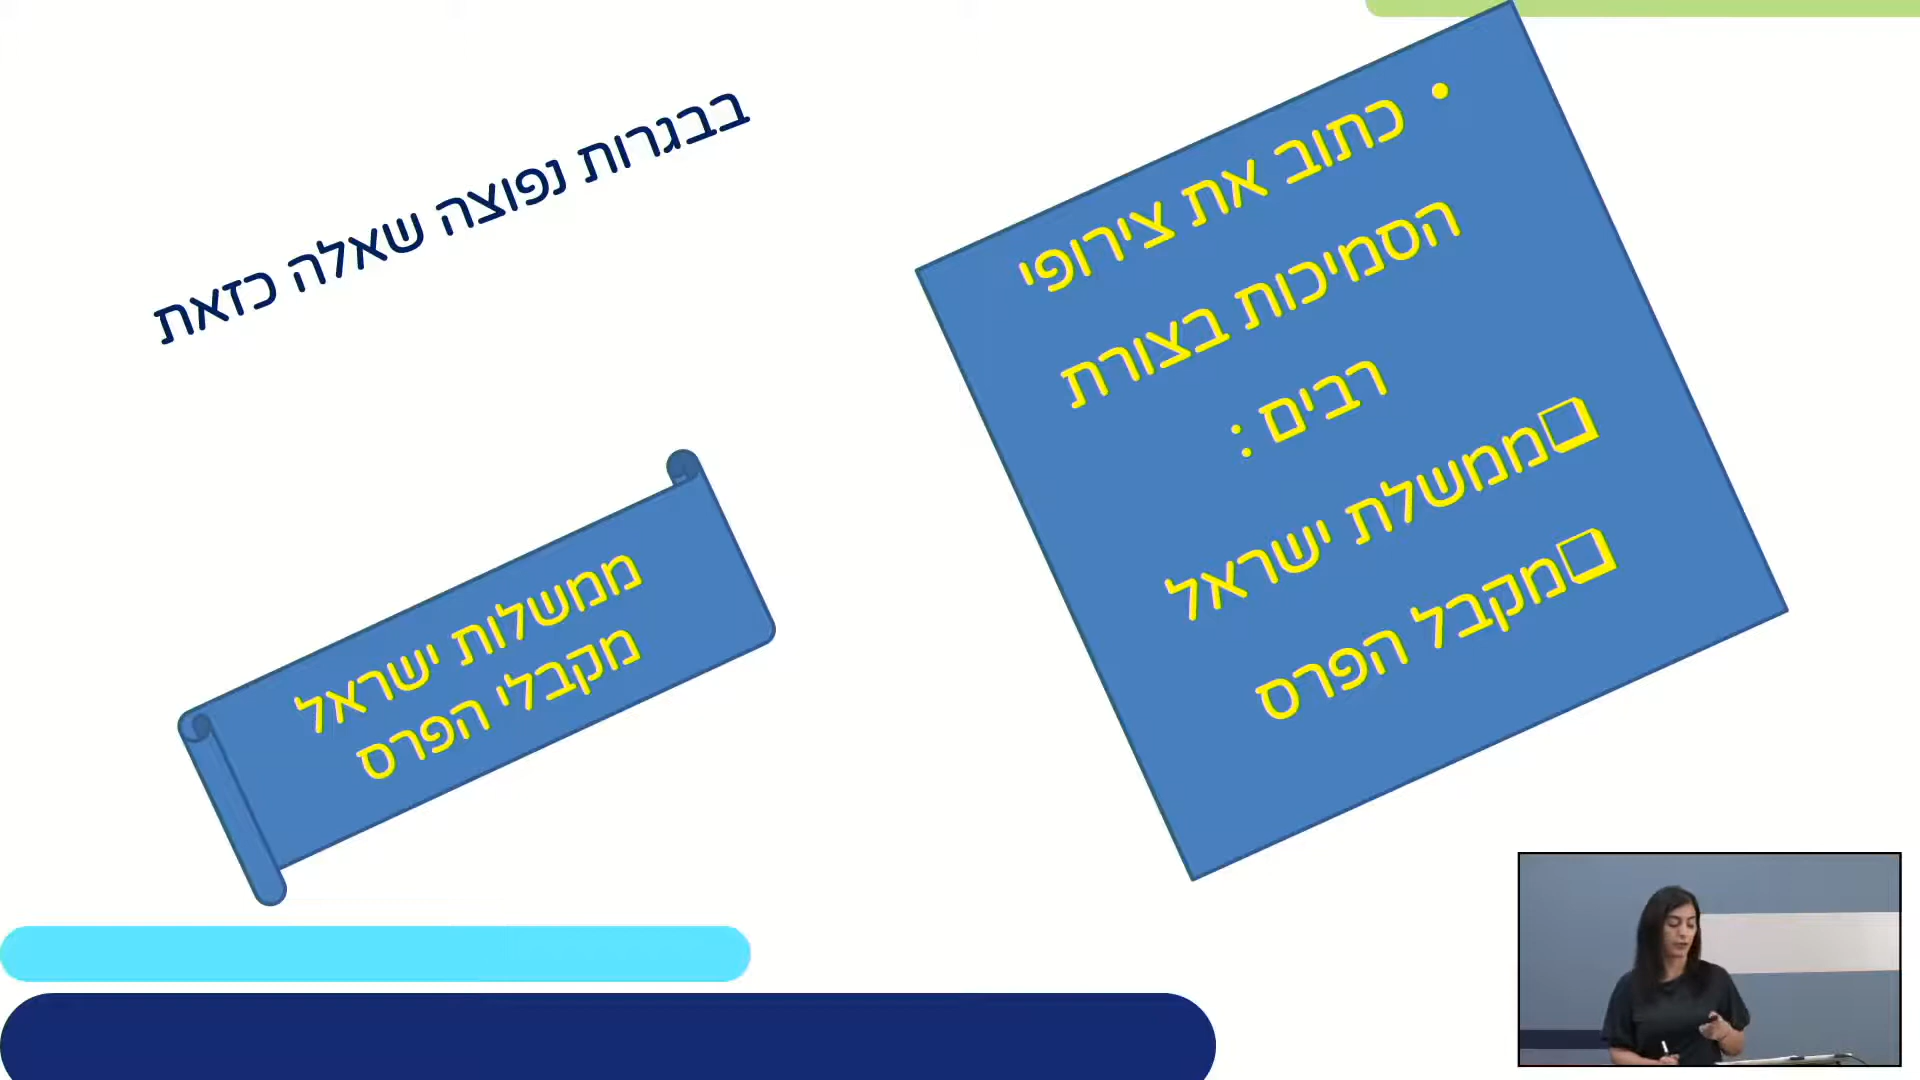 בבגרות נפוצה שאלה כזאת
• כתוב את צירופי
הסמיכות בצורת
רבים :
❑ממשלת ישראל
❑מקבל הפרס
ממשלות ישראל
מקבלי הפרס